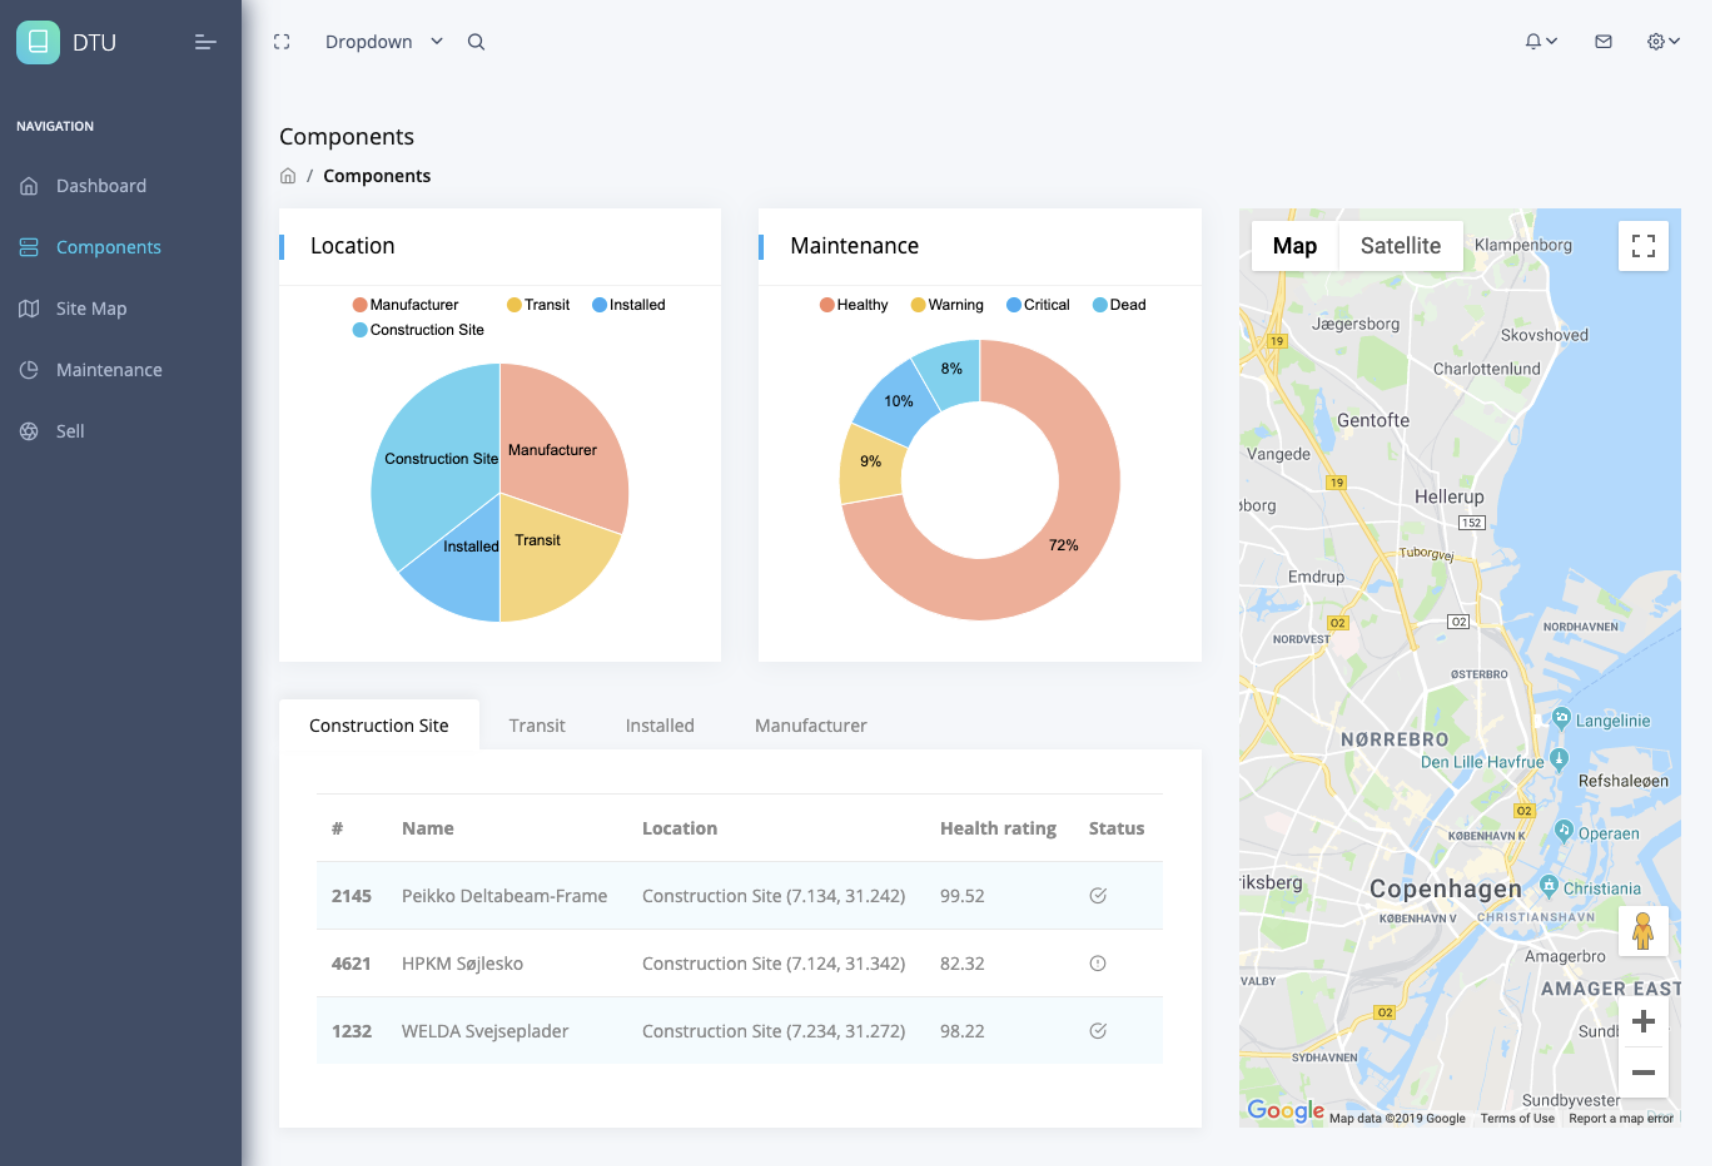 DTU
Dropdown
NAVIGATION
Dashboard
Components
Site Map
Maintenance
Sell
Components
/ Components
Location
Manufacturer Transit Installed
Construction Site
Construction Site
Manufacturer
Installed
Transit
Maintenance
Healthy Warning Critical Dead
8%
10%
9%
72%
Construction Site Transit Installed Manufacturer
# Name Location Health rating Status
2145 Peikko Deltabeam-Frame Construction Site (7.134, 31.242) 99.52
4621 HPKM Søjlesko Construction Site (7.124, 31.342) 82.32
1232 WELDA Svejseplader Construction Site (7.234, 31.272) 98.22
Map Satellite
Klampenborg
Jægersborg
19
Skovshoved
Charlottenlund
Gentofte
Vangede
19
Hellerup
øborg
152
Tuborgvej
Emdrup
O2
O2
NORDHAVNEN
NORDVEST
ØSTERBRO
Langelinie
NØRREBRO
Den Lille Havfrue
Refshaleøen
O2
KØBENHAVN K
Operaen
riksberg
Copenhagen
Christiania
KØBENHAVN V
CHRISTIANSHAVN
Amagerbro
VALBY
AMAGER EAST
O2
Sundb
SYDHAVNEN
Sundbyvester
Google
Map data ©2019 Google Terms of Use Report a map error